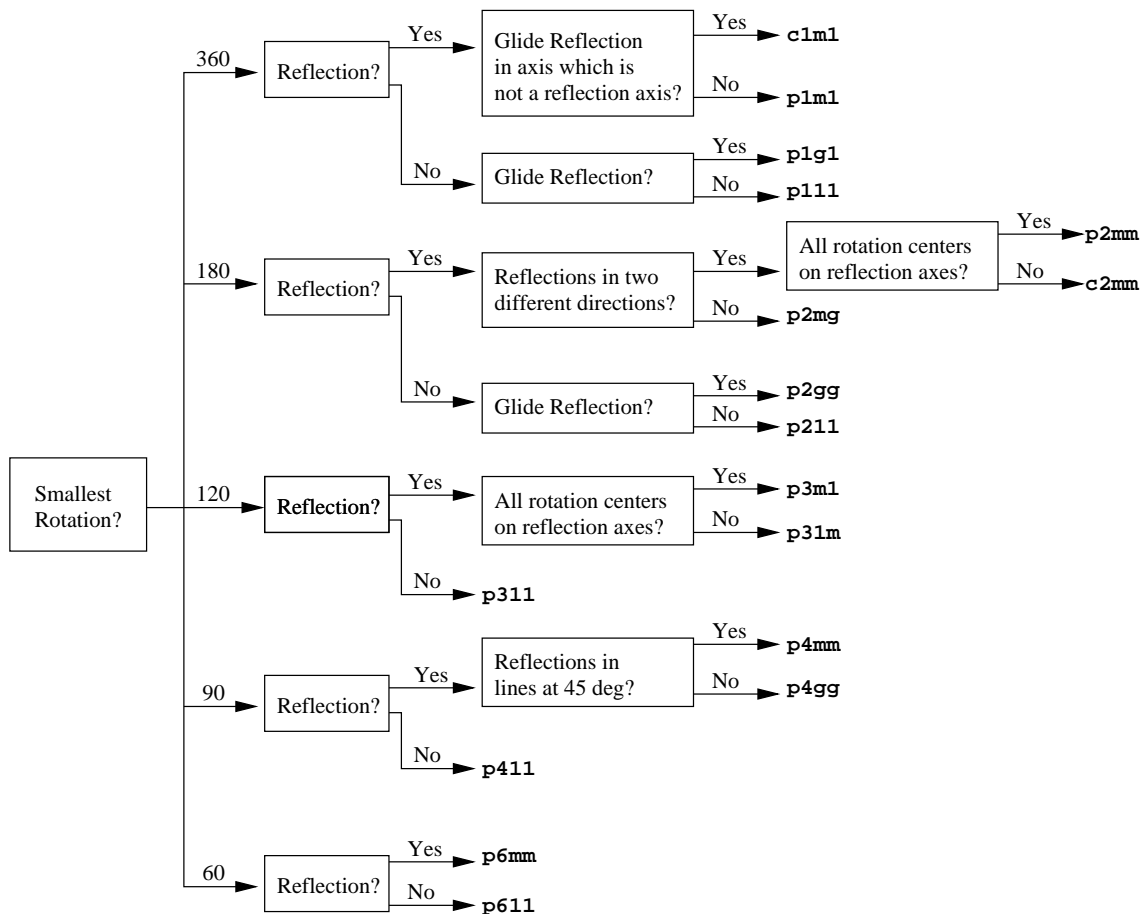 Smallest
Rotation?
360
Reflection?
Yes
Glide Reflection
in axis which is
not a reflection axis?
Yes
c1m1
No
p1m1
No
Glide Reflection?
Yes
p1g1
No
p111
180
Reflection?
Yes
Reflections in two
different directions?
Yes
All rotation centers
on reflection axes?
Yes
p2mm
No
c2mm
No
p2mg
No
Glide Reflection?
Yes
p2gg
No
p211
120
Reflection?
Yes
All rotation centers
on reflection axes?
Yes
p3m1
No
p31m
No
p311
90
Reflection?
Yes
Reflections in
lines at 45 deg?
Yes
p4mm
No
p4gg
No
p411
60
Reflection?
Yes
p6mm
No
p611